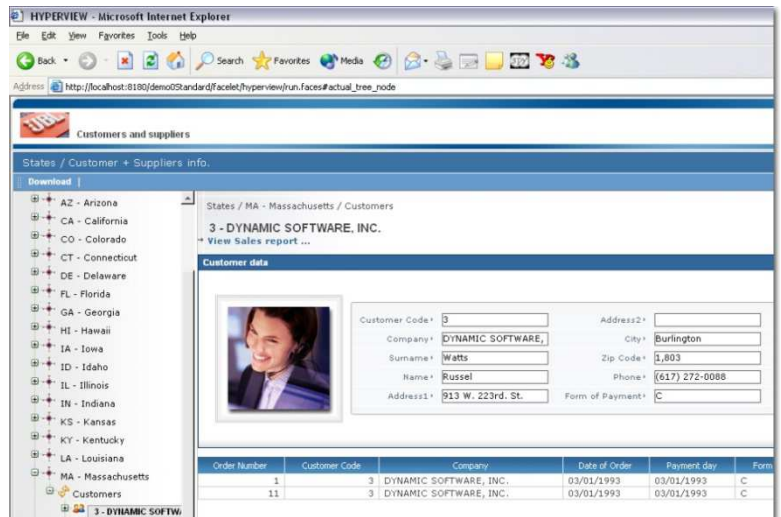 HYPERVIEW - Microsoft Internet Explorer
File Edit View Favorites Tools Help
Back Search Favorites Media
Address http://localhost:8180/demo0Standard/facelet/hyperview/run.faces#actual_tree_node
UBL
Customers and suppliers
States / Customer + Suppliers info.
Download |
AZ - Arizona
CA - California
CO - Colorado
CT - Connecticut
DE - Delaware
FL - Florida
GA - Georgia
HI - Hawaii
IA - Iowa
ID - Idaho
IL - Illinois
IN - Indiana
KS - Kansas
KY - Kentucky
LA - Louisiana
MA - Massachusetts
Customers
3 - DYNAMIC SOFTWA
States / MA - Massachusetts / Customers
3 - DYNAMIC SOFTWARE, INC.
View Sales report ...
Customer data
Customer Code 3 Address2
Company DYNAMIC SOFTWARE, City Burlington
Surname Watts Zip Code 1,803
Name Russel Phone (617) 272-0088
Address1 913 W. 223rd. St. Form of Payment C
Order Number Customer Code Company Date of Order Payment day Form
1 3 DYNAMIC SOFTWARE, INC. 03/01/1993 03/01/1993 C
11 3 DYNAMIC SOFTWARE, INC. 03/01/1993 03/01/1993 C